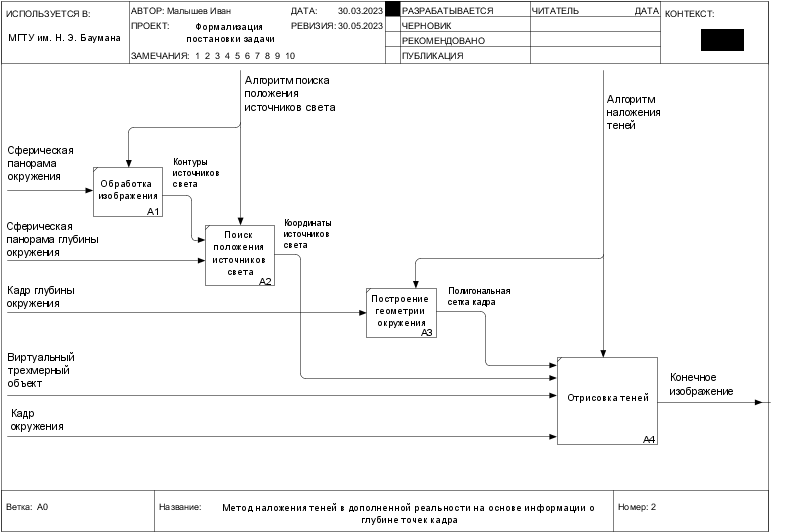 ИСПОЛЬЗУЕТСЯ В:
МГТУ им. Н. Э. Баумана
АВТОР: Малышев Иван
ДАТА: 30.03.2023
ПРОЕКТ: Формализация
постановки задачи
РЕВИЗИЯ: 30.05.2023
ЗАМЕЧАНИЯ: 1 2 3 4 5 6 7 8 9 10
РАЗРАБАТЫВАЕТСЯ
ЧЕРНОВИК
РЕКОМЕНДОВАНО
ПУБЛИКАЦИЯ
ЧИТАТЕЛЬ ДАТА
КОНТЕКСТ:
Алгоритм поиска
положения
источников света
Алгоритм
наложения
теней
Сферическая
панорама
окружения
Обработка
изображения
А1
Контуры
источников
света
Сферическая
панорама глубины
окружения
Поиск
положения
источников
света
А2
Координаты
источников
света
Кадр глубины
окружения
Построение
геометрии
окружения
А3
Полигональная
сетка кадра
Виртуальный
трехмерный
объект
Отрисовка теней
А4
Конечное
изображение
Кадр
окружения
Ветка: А0
Название: Метод наложения теней в дополненной реальности на основе информации о
глубине точек кадра
Номер: 2